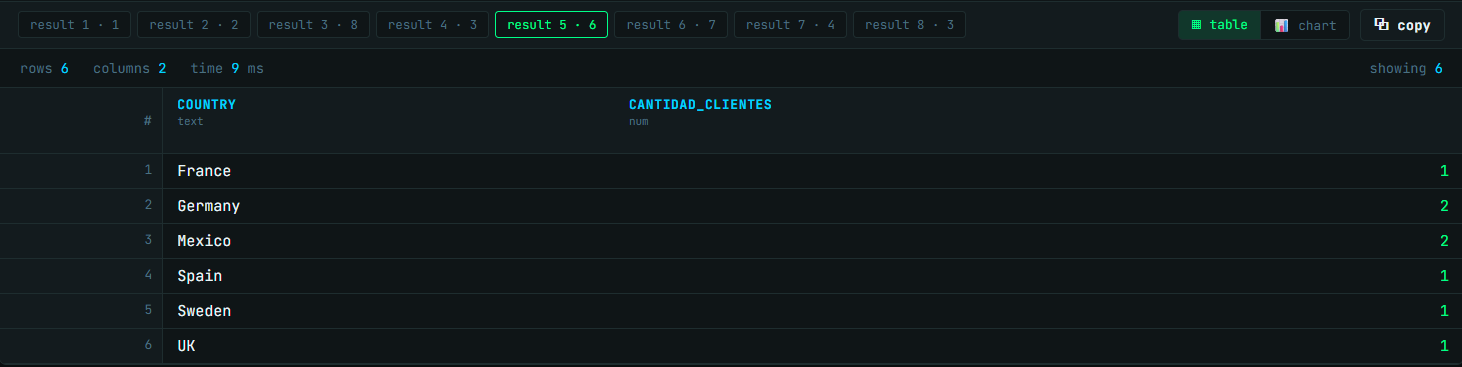 result 1 · 1 result 2 · 2 result 3 · 8 result 4 · 3 result 5 · 6 result 6 · 7 result 7 · 4 result 8 · 3 table chart copy
rows 6 columns 2 time 9 ms showing 6
# COUNTRY CANTIDAD_CLIENTES
text num
1 France 1
2 Germany 2
3 Mexico 2
4 Spain 1
5 Sweden 1
6 UK 1